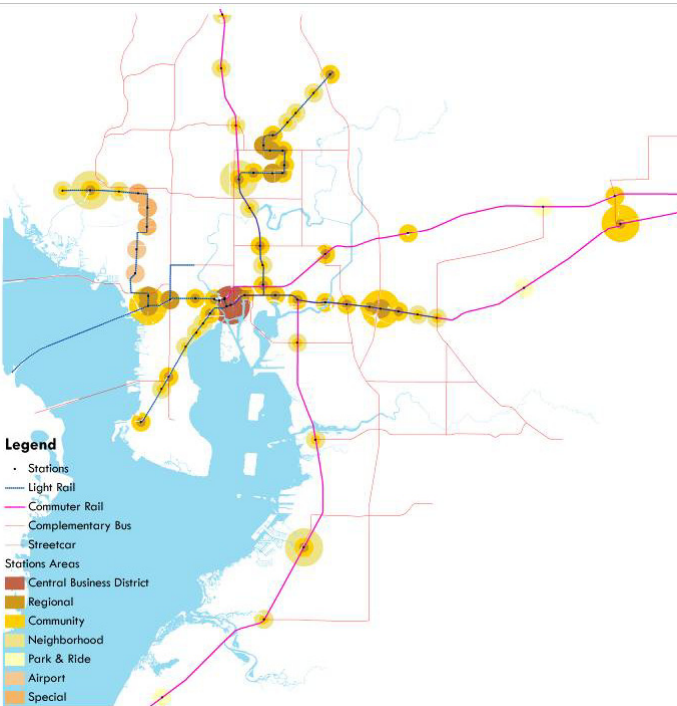 Legend
Stations
Light Rail
Commuter Rail
Complementary Bus
Streetcar
Stations Areas
Central Business District
Regional
Community
Neighborhood
Park & Ride
Airport
Special